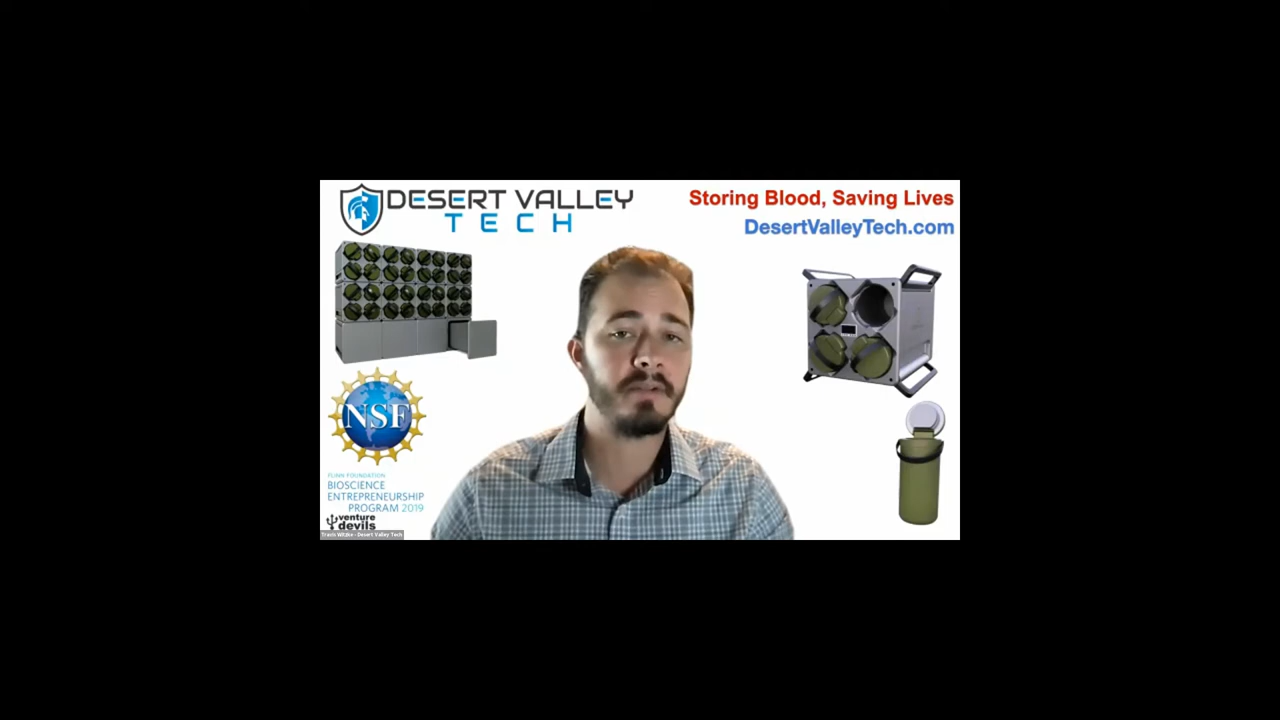 DESERT VALLEY
TECH
Storing Blood, Saving Lives
DesertValleyTech.com
NSF
FLINN FOUNDATION
BIOSCIENCE
ENTREPRENEURSHIP
PROGRAM 2019
venture
devils
Travis Witzke - Desert Valley Tech